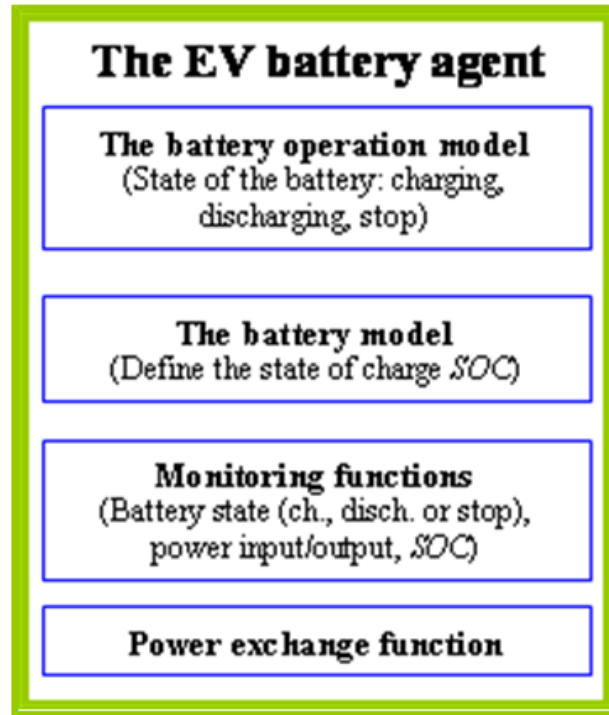 The EV battery agent
The battery operation model
(State of the battery: charging,
discharging, stop)
The battery model
(Define the state of charge SOC)
Monitoring functions
(Battery state (ch., disch. or stop),
power input/output, SOC)
Power exchange function